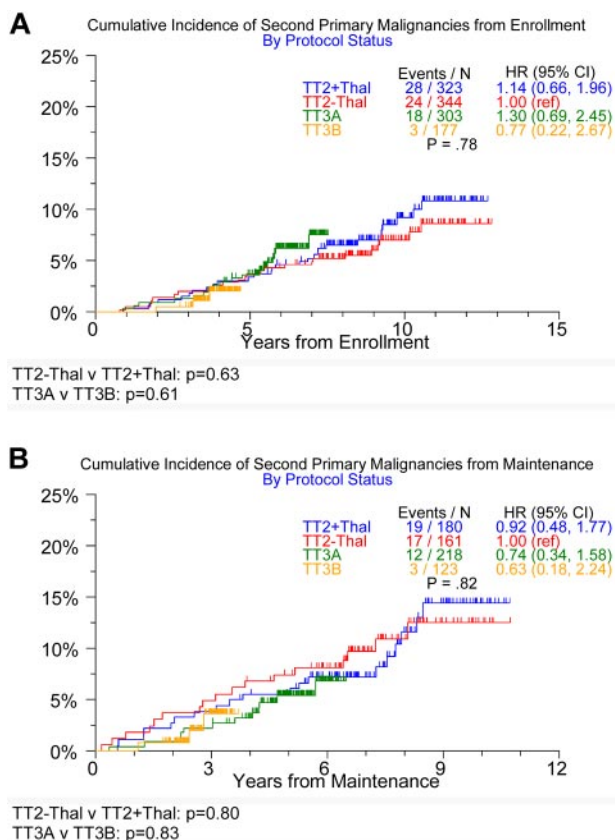 A
Cumulative Incidence of Second Primary Malignancies from Enrollment
By Protocol Status
25%
20%
15%
10%
5%
0%
Events / N HR (95% CI)
TT2+Thal 28 / 323 1.14 (0.66, 1.96)
TT2-Thal 24 / 344 1.00 (ref)
TT3A 18 / 303 1.30 (0.69, 2.45)
TT3B 3 / 177 0.77 (0.22, 2.67)
P = .78
0 5 10 15
Years from Enrollment
TT2-Thal v TT2+Thal: p=0.63
TT3A v TT3B: p=0.61
B
Cumulative Incidence of Second Primary Malignancies from Maintenance
By Protocol Status
25%
20%
15%
10%
5%
0%
Events / N HR (95% CI)
TT2+Thal 19 / 180 0.92 (0.48, 1.77)
TT2-Thal 17 / 161 1.00 (ref)
TT3A 12 / 218 0.74 (0.34, 1.58)
TT3B 3 / 123 0.63 (0.18, 2.24)
P = .82
0 3 6 9 12
Years from Maintenance
TT2-Thal v TT2+Thal: p=0.80
TT3A v TT3B: p=0.83